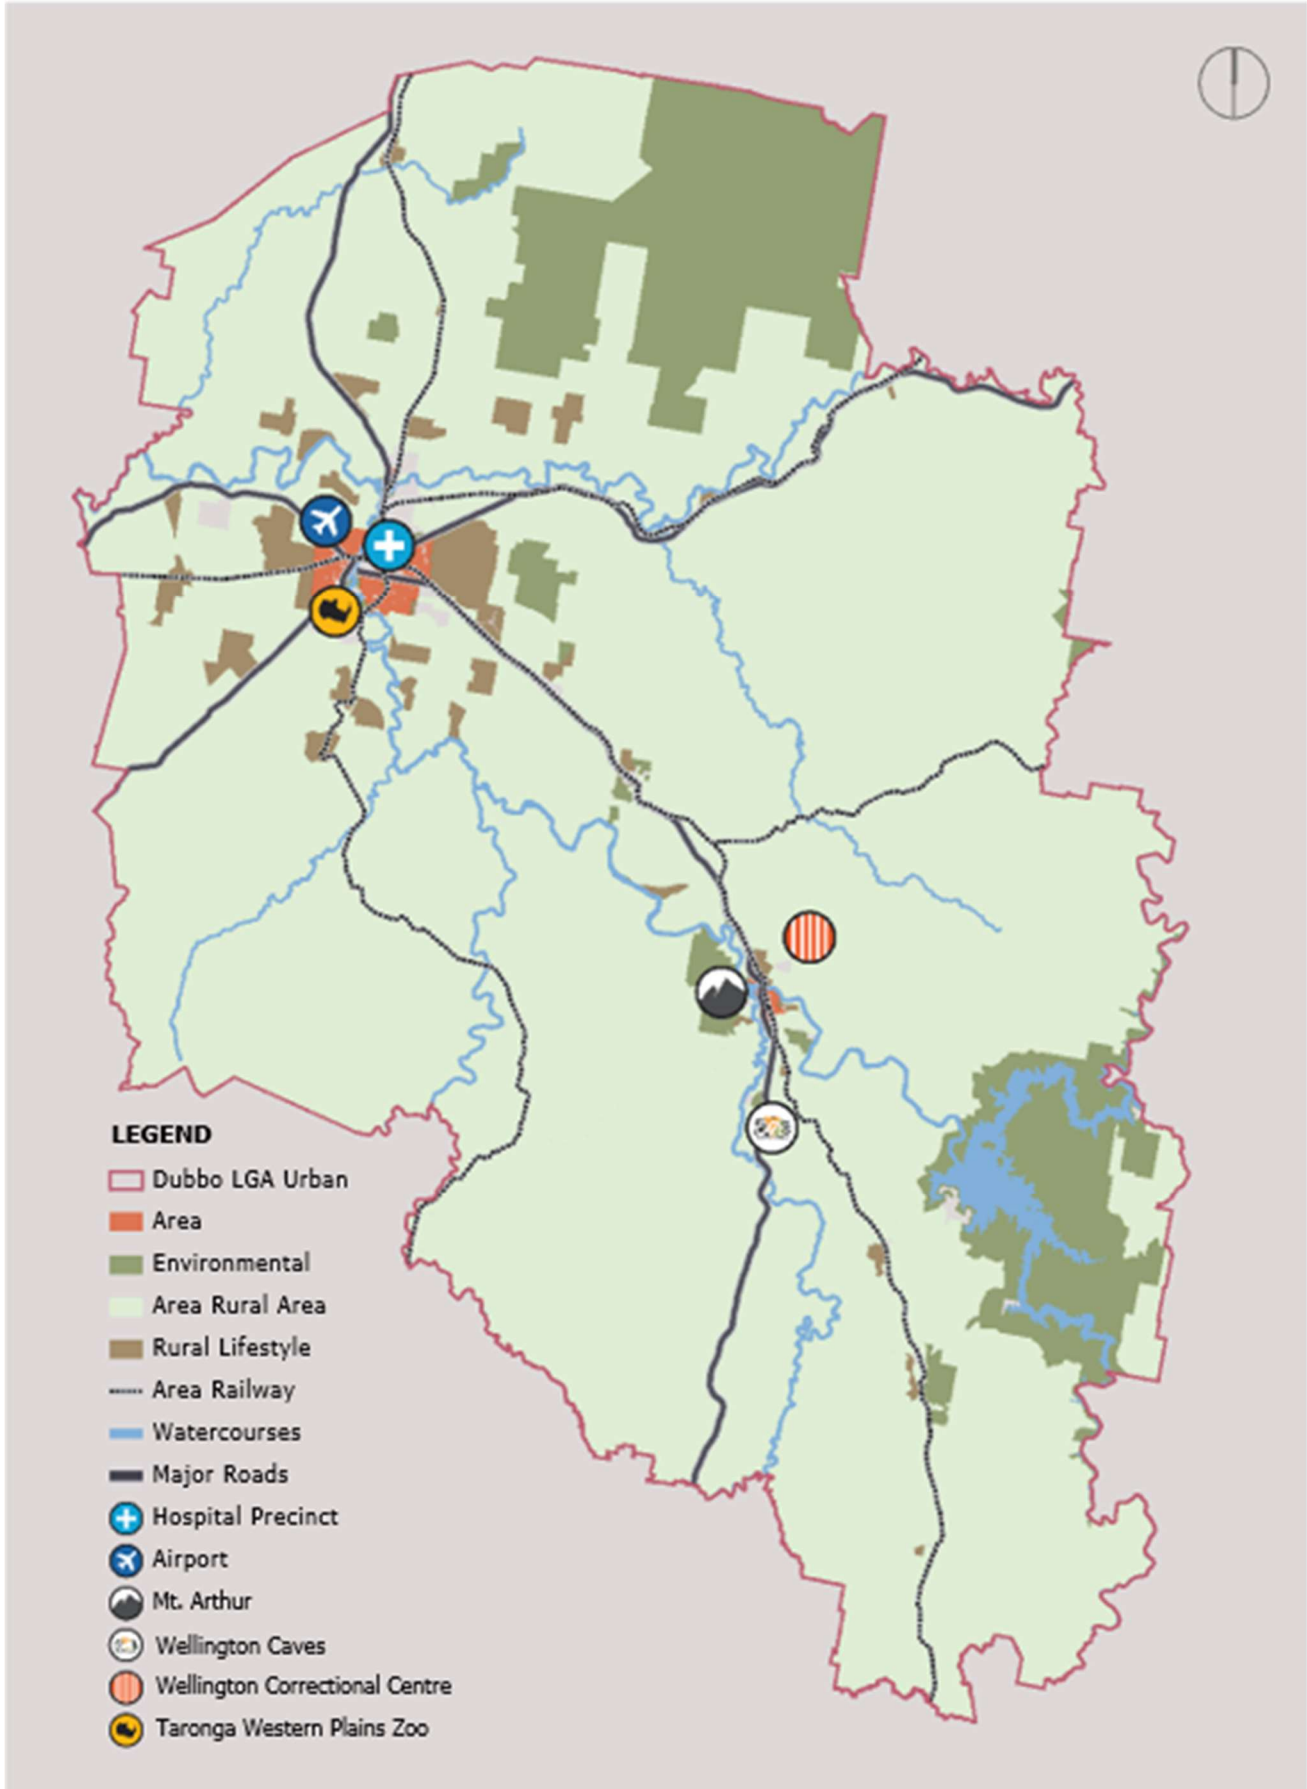 LEGEND
Dubbo LGA Urban
Area
Environmental
Area Rural Area
Rural Lifestyle
Area Railway
Watercourses
Major Roads
Hospital Precinct
Airport
Mt. Arthur
Wellington Caves
Wellington Correctional Centre
Taronga Western Plains Zoo